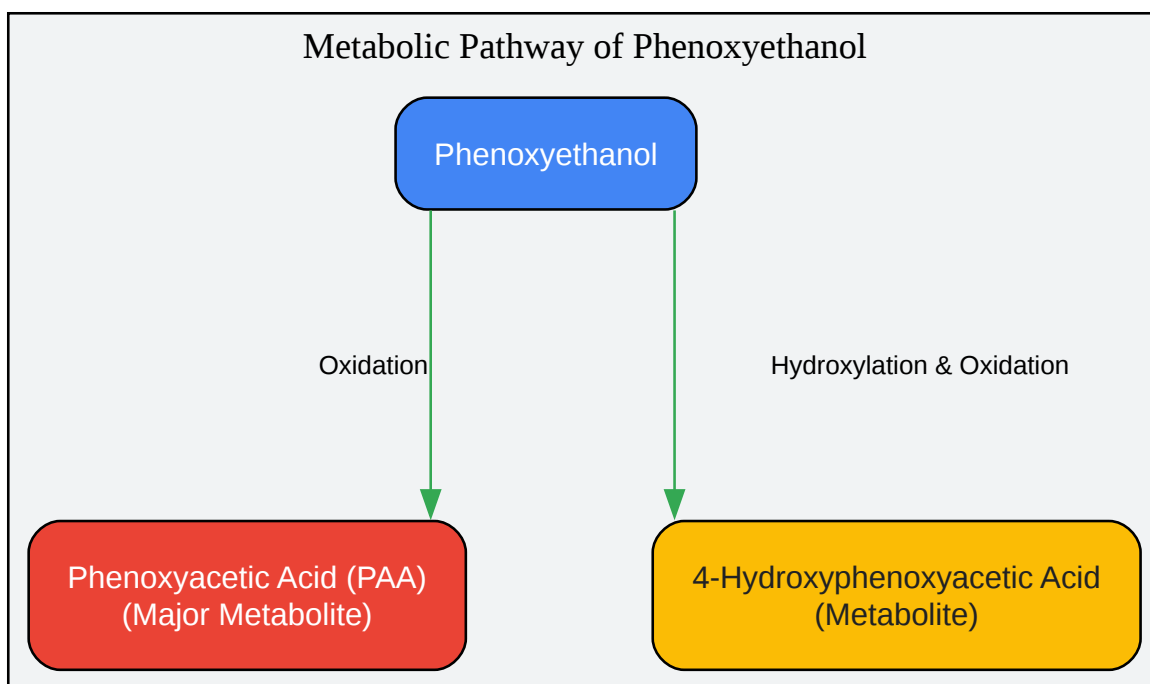 Metabolic Pathway of Phenoxyethanol
Phenoxyethanol
Oxidation
Hydroxylation & Oxidation
Phenoxyacetic Acid (PAA)
(Major Metabolite)
4-Hydroxyphenoxyacetic Acid
(Metabolite)